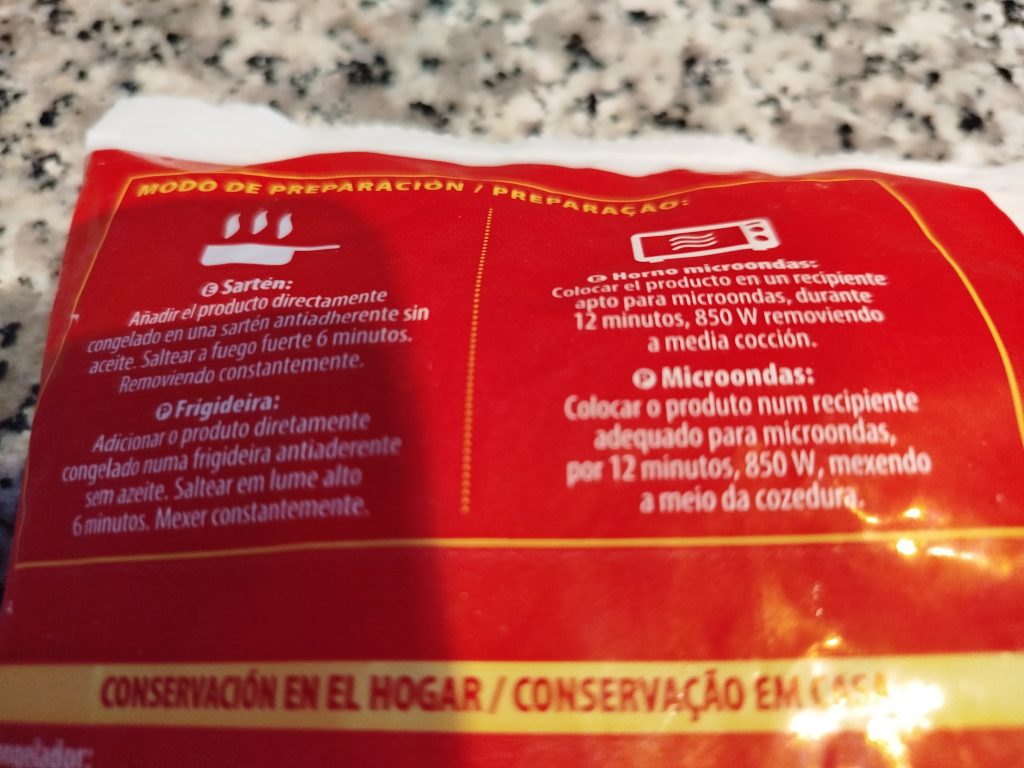 MODO DE PREPARACIÓN / PREPARAÇÃO:
E Sartén:
Añadir el producto directamente
congelado en una sartén antiadherente sin
aceite. Saltear a fuego fuerte 6 minutos.
Removiendo constantemente.
P Frigideira:
Adicionar o produto diretamente
congelado numa frigideira antiaderente
sem azeite. Saltear em lume alto
6 minutos. Mexer constantemente.
E Horno microondas:
Colocar el producto en un recipiente
apto para microondas, durante
12 minutos, 850 W removiendo
a media cocción.
P Microondas:
Colocar o produto num recipiente
adequado para microondas,
por 12 minutos, 850 W, mexendo
a meio da cozedura.
CONSERVACIÓN EN EL HOGAR / CONSERVAÇÃO EM CASA